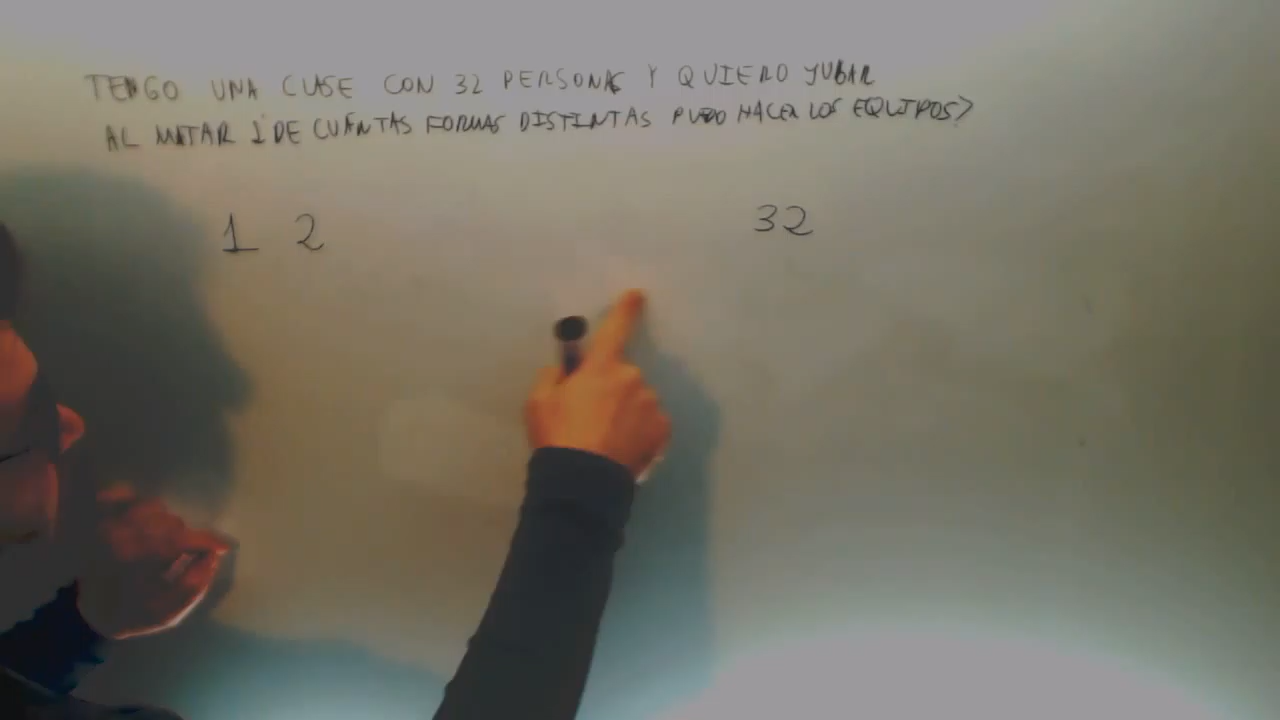 TENGO UNA CLASE CON 32 PERSONAS Y QUIERO JUGAR
AL MATAR ¿DE CUÁNTAS FORMAS DISTINTAS PUEDO HACER LOS EQUIPOS?
1 2 32